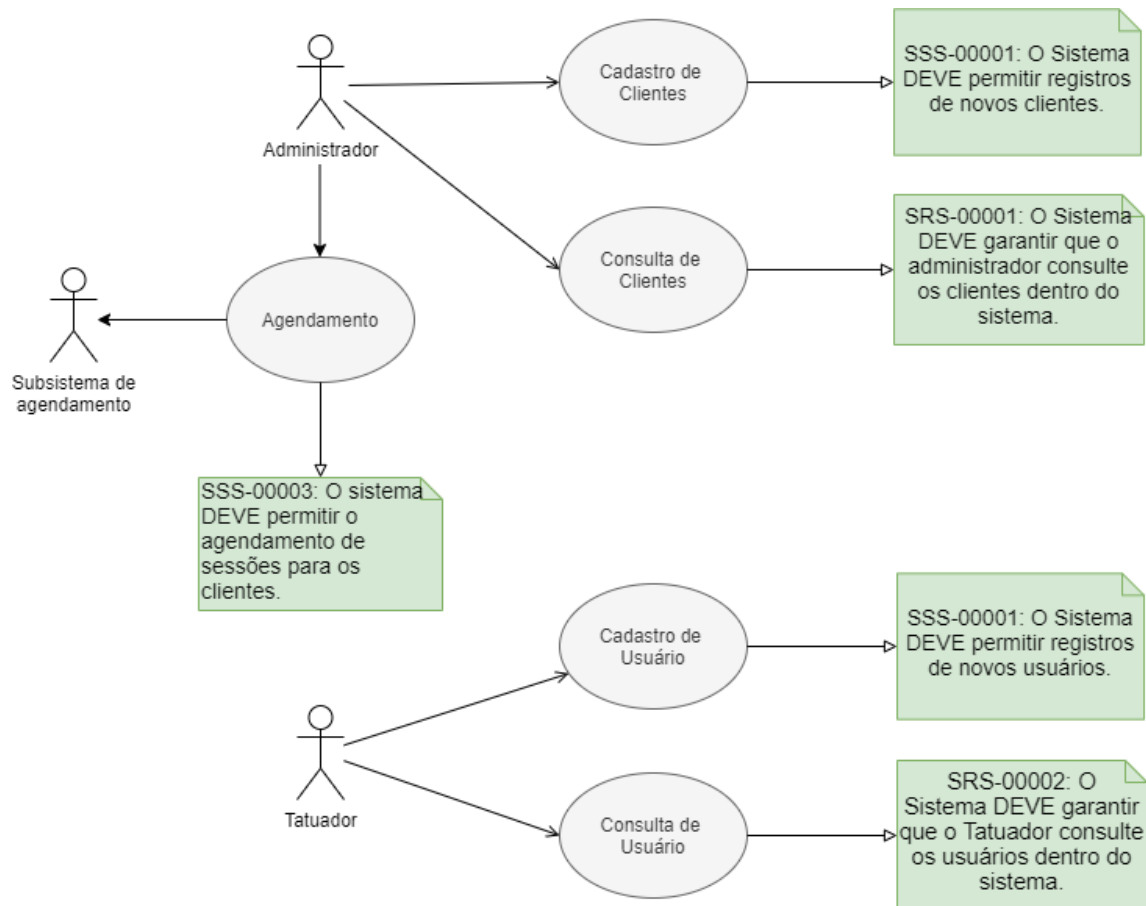 Administrador
Cadastro de
Clientes
SSS-00001: O Sistema
DEVE permitir registros
de novos clientes.
Consulta de
Clientes
SRS-00001: O Sistema
DEVE garantir que o
administrador consulte
os clientes dentro do
sistema.
Agendamento
Subsistema de
agendamento
SSS-00003: O sistema
DEVE permitir o
agendamento de
sessões para os
clientes.
Cadastro de
Usuário
SSS-00001: O Sistema
DEVE permitir registros
de novos usuários.
Tatuador
Consulta de
Usuário
SRS-00002: O
Sistema DEVE garantir
que o Tatuador consulte
os usuários dentro do
sistema.